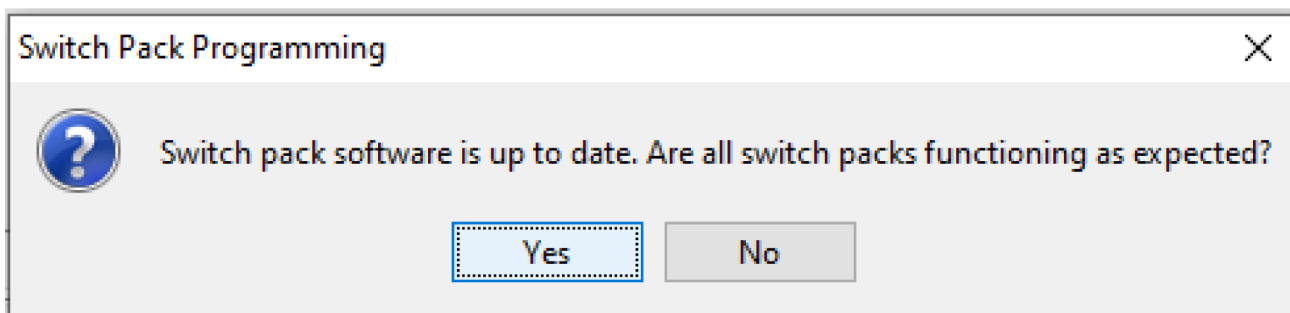 Switch Pack Programming
Switch pack software is up to date. Are all switch packs functioning as expected?
Yes No